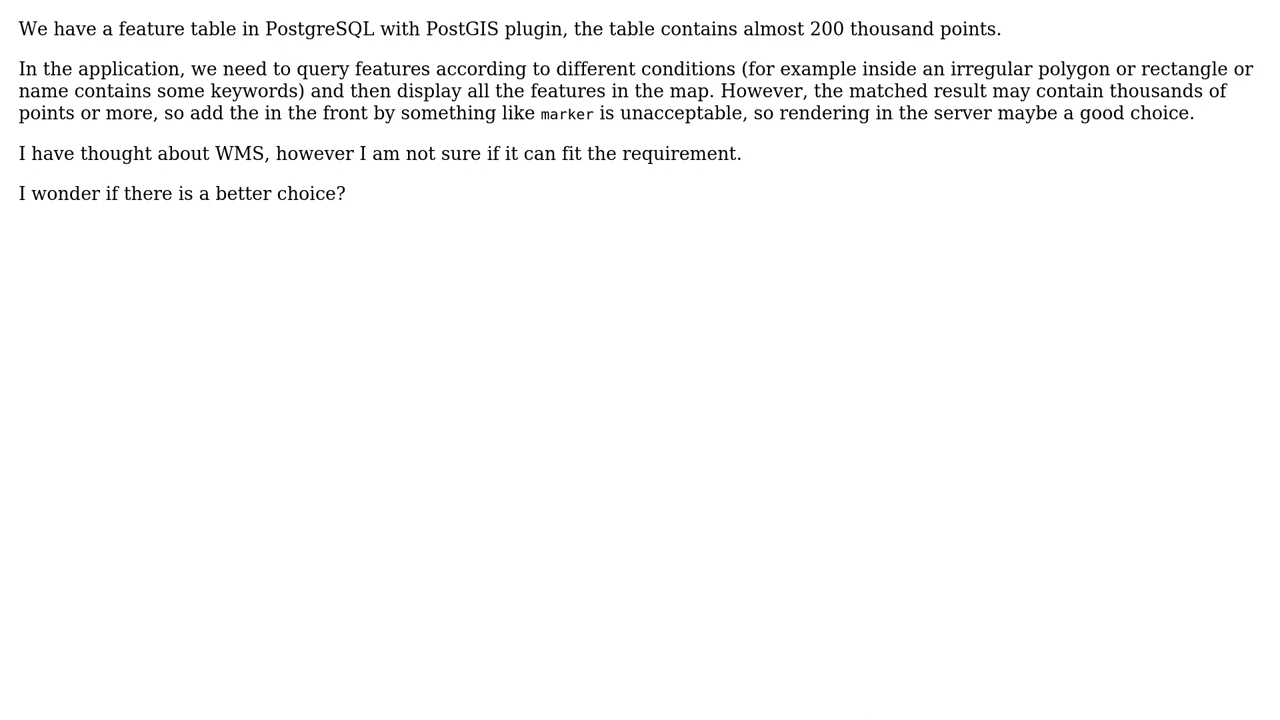 We have a feature table in PostgreSQL with PostGIS plugin, the table contains almost 200 thousand points.
In the application, we need to query features according to different conditions (for example inside an irregular polygon or rectangle or
name contains some keywords) and then display all the features in the map. However, the matched result may contain thousands of
points or more, so add the in the front by something like marker is unacceptable, so rendering in the server maybe a good choice.
I have thought about WMS, however I am not sure if it can fit the requirement.
I wonder if there is a better choice?